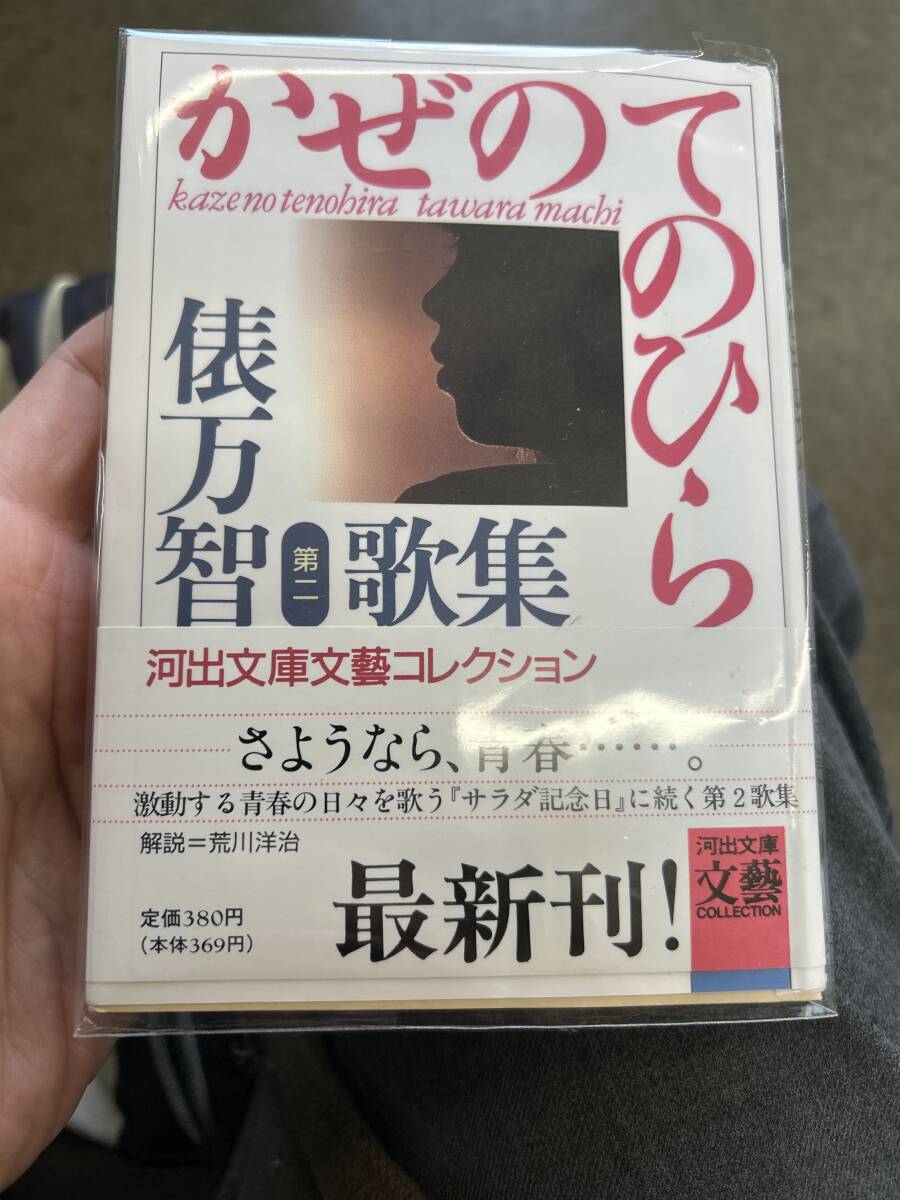 かぜのてのひら
kaze no tenohira tawara machi
俵万智
第二
歌集
河出文庫文藝コレクション
さようなら、青春……。
激動する青春の日々を歌う『サラダ記念日』に続く第2歌集
解説＝荒川洋治
定価380円
（本体369円）
最新刊!
河出文庫
文藝
COLLECTION